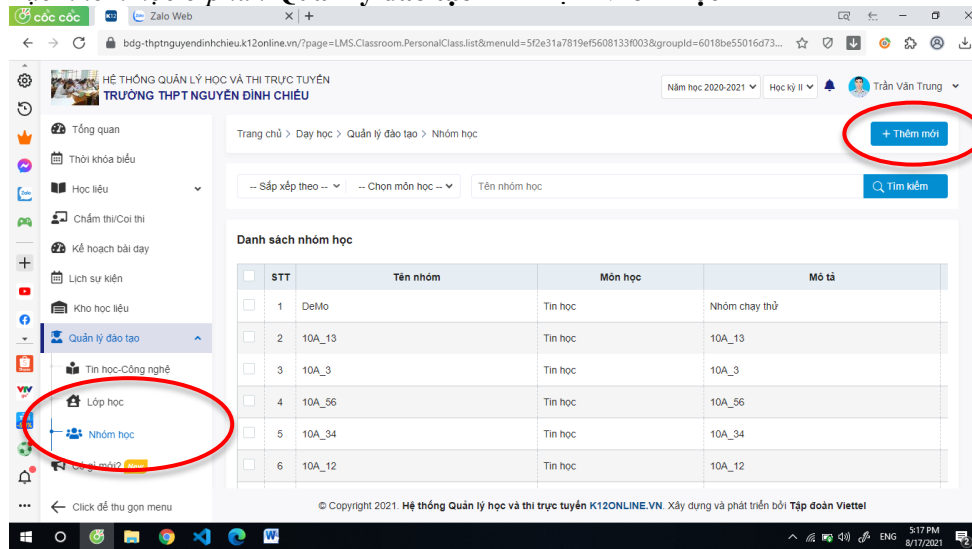 cốc cốc
Zalo Web
bdg-thptnguyendinhchieu.k12online.vn/?page=LMS.Classroom.PersonalClass.list&menuId=5f2e31a7819ef5608133f003&groupId=6018be55016d73...
HỆ THỐNG QUẢN LÝ HỌC VÀ THI TRỰC TUYẾN
TRƯỜNG THPT NGUYỄN ĐÌNH CHIỂU
Năm học 2020-2021
Học kỳ II
Trần Văn Trung
Tổng quan
Thời khóa biểu
Học liệu
Chấm thi/Coi thi
Kế hoạch bài dạy
Lịch sự kiện
Kho học liệu
Quản lý đào tạo
Tin học-Công nghệ
Lớp học
Nhóm học
Có gì mới? New
Click để thu gọn menu
Trang chủ > Dạy học > Quản lý đào tạo > Nhóm học
+ Thêm mới
-- Sắp xếp theo --
-- Chọn môn học --
Tên nhóm học
Tìm kiếm
Danh sách nhóm học
STT Tên nhóm Môn học Mô tả
1 DeMo Tin học Nhóm chạy thử
2 10A_13 Tin học 10A_13
3 10A_3 Tin học 10A_3
4 10A_56 Tin học 10A_56
5 10A_34 Tin học 10A_34
6 10A_12 Tin học 10A_12
© Copyright 2021. Hệ thống Quản lý học và thi trực tuyến K12ONLINE.VN. Xây dựng và phát triển bởi Tập đoàn Viettel
ENG
5:17 PM
8/17/2021